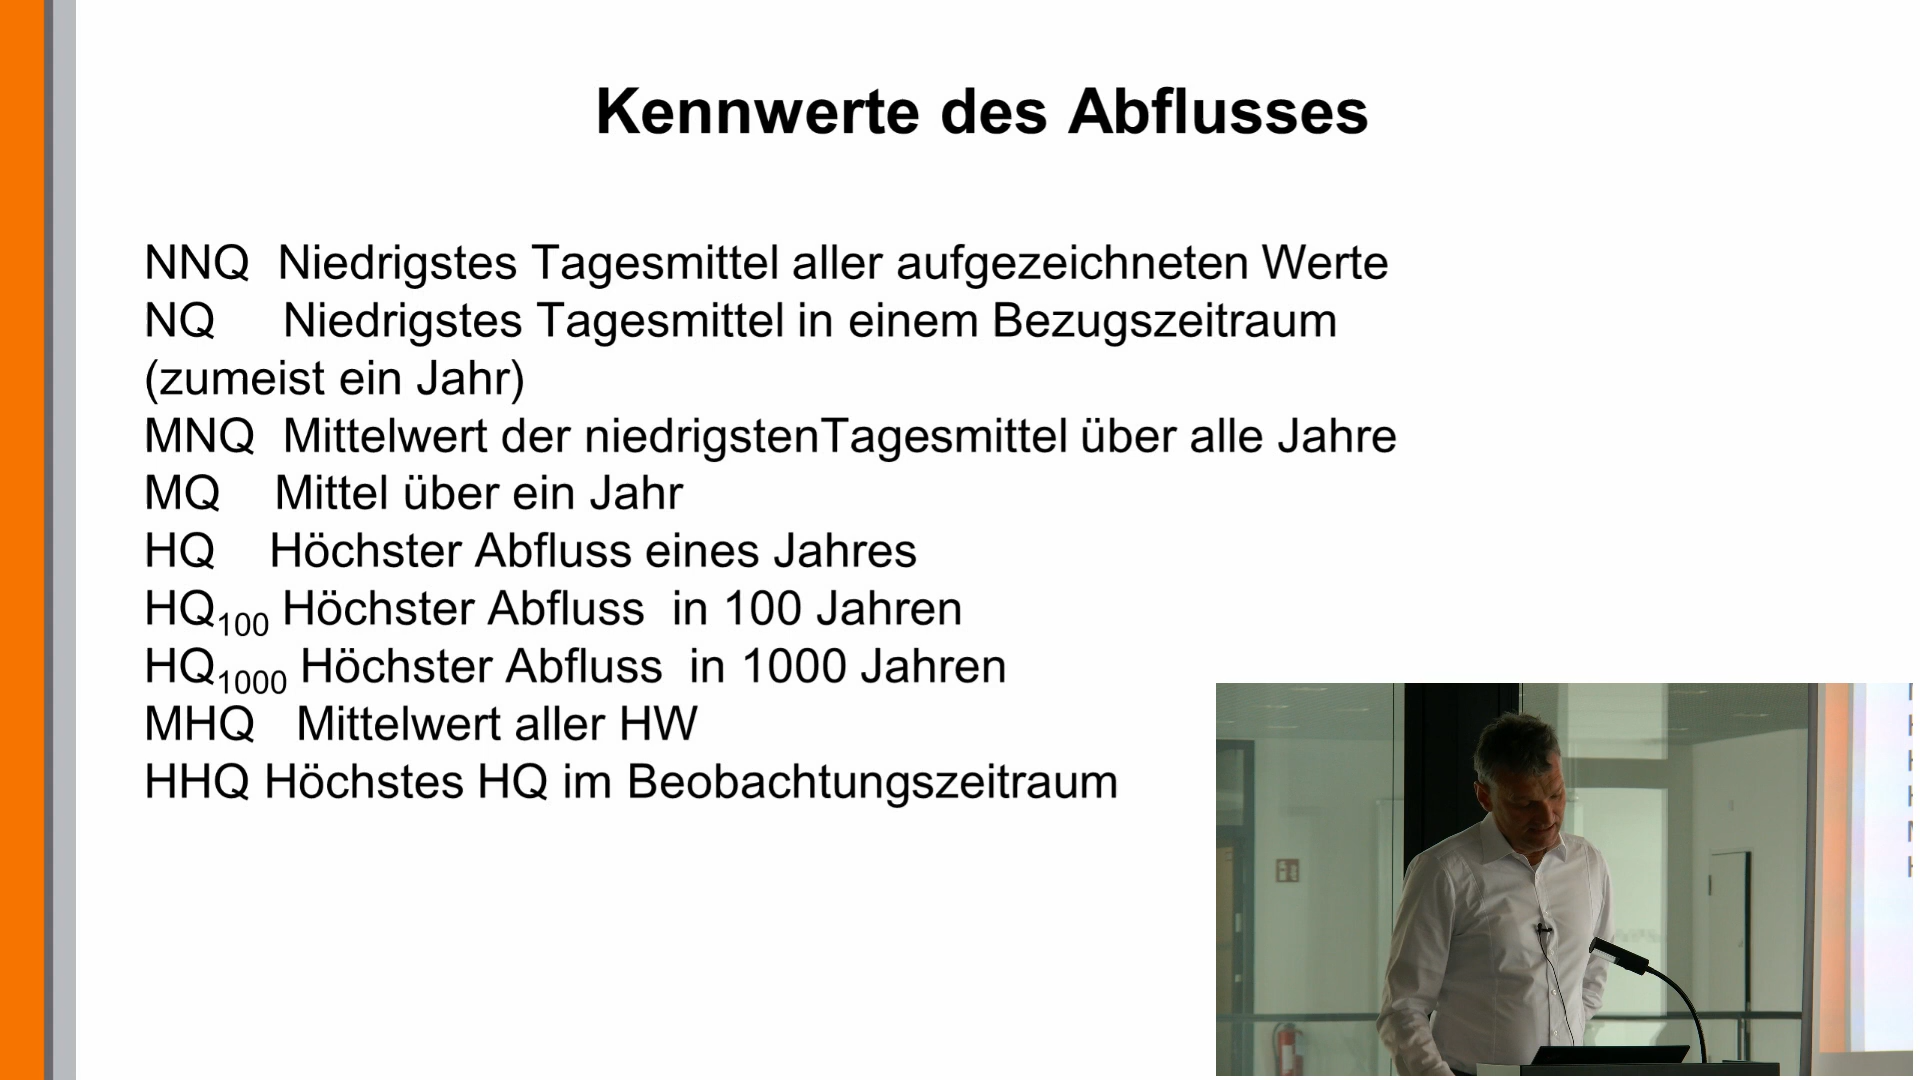 Kennwerte des Abflusses
NNQ Niedrigstes Tagesmittel aller aufgezeichneten Werte
NQ Niedrigstes Tagesmittel in einem Bezugszeitraum
(zumeist ein Jahr)
MNQ Mittelwert der niedrigstenTagesmittel über alle Jahre
MQ Mittel über ein Jahr
HQ Höchster Abfluss eines Jahres
HQ100 Höchster Abfluss in 100 Jahren
HQ1000 Höchster Abfluss in 1000 Jahren
MHQ Mittelwert aller HW
HHQ Höchstes HQ im Beobachtungszeitraum